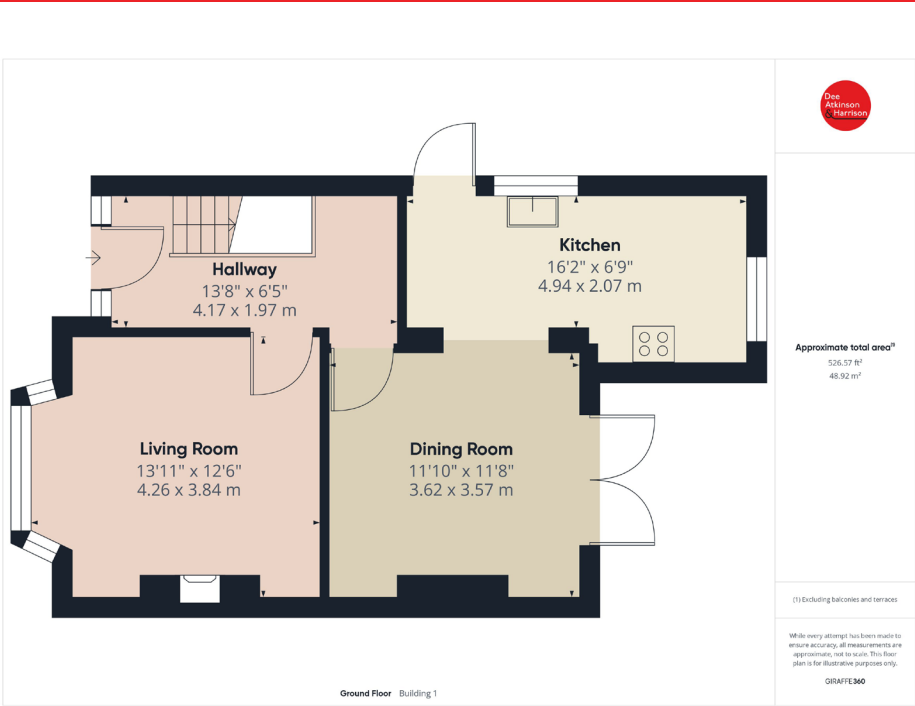 Dee
Atkinson
& Harrison
Kitchen
16'2" x 6'9"
4.94 x 2.07 m
Hallway
13'8" x 6'5"
4.17 x 1.97 m
Living Room
13'11" x 12'6"
4.26 x 3.84 m
Dining Room
11'10" x 11'8"
3.62 x 3.57 m
Approximate total area⁽¹⁾
526.57 ft²
48.92 m²
(1) Excluding balconies and terraces
While every attempt has been made to
ensure accuracy, all measurements are
approximate, not to scale. This floor
plan is for illustrative purposes only.
GIRAFFE360
Ground Floor Building 1